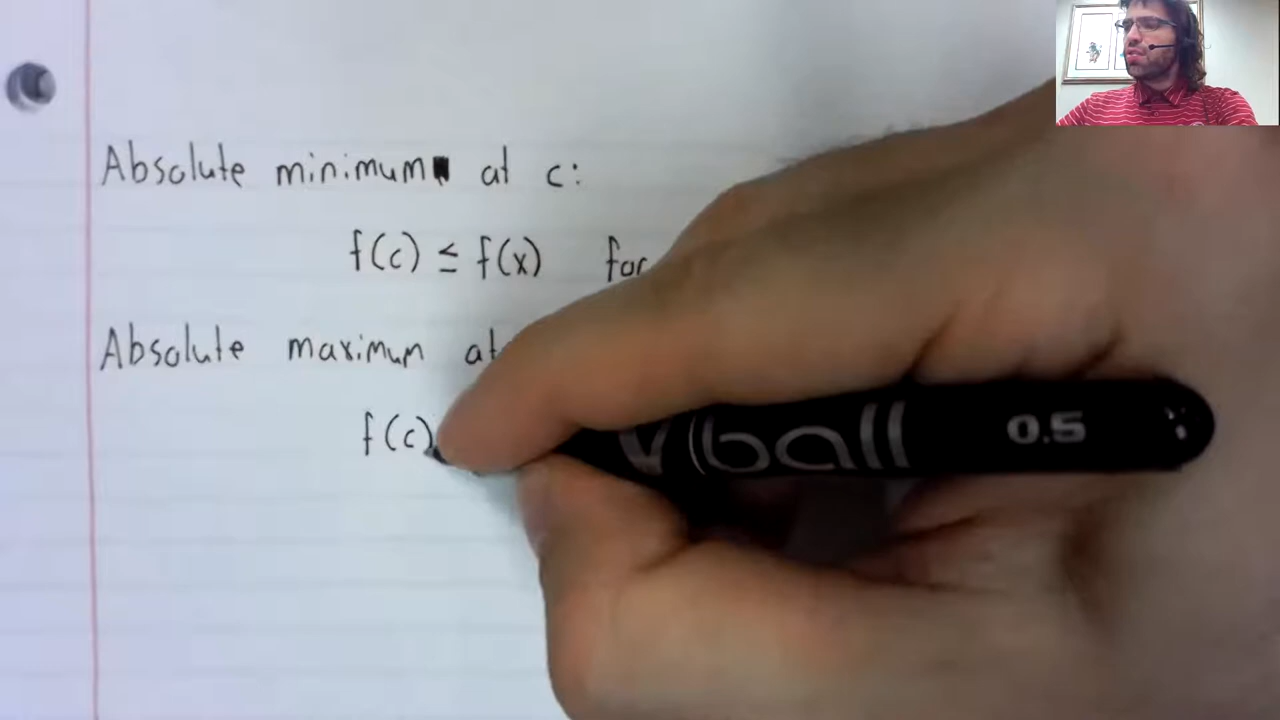 Absolute minimum at c:
f(c) ≤ f(x) for
Absolute maximum at
f(c)
ball 0.5